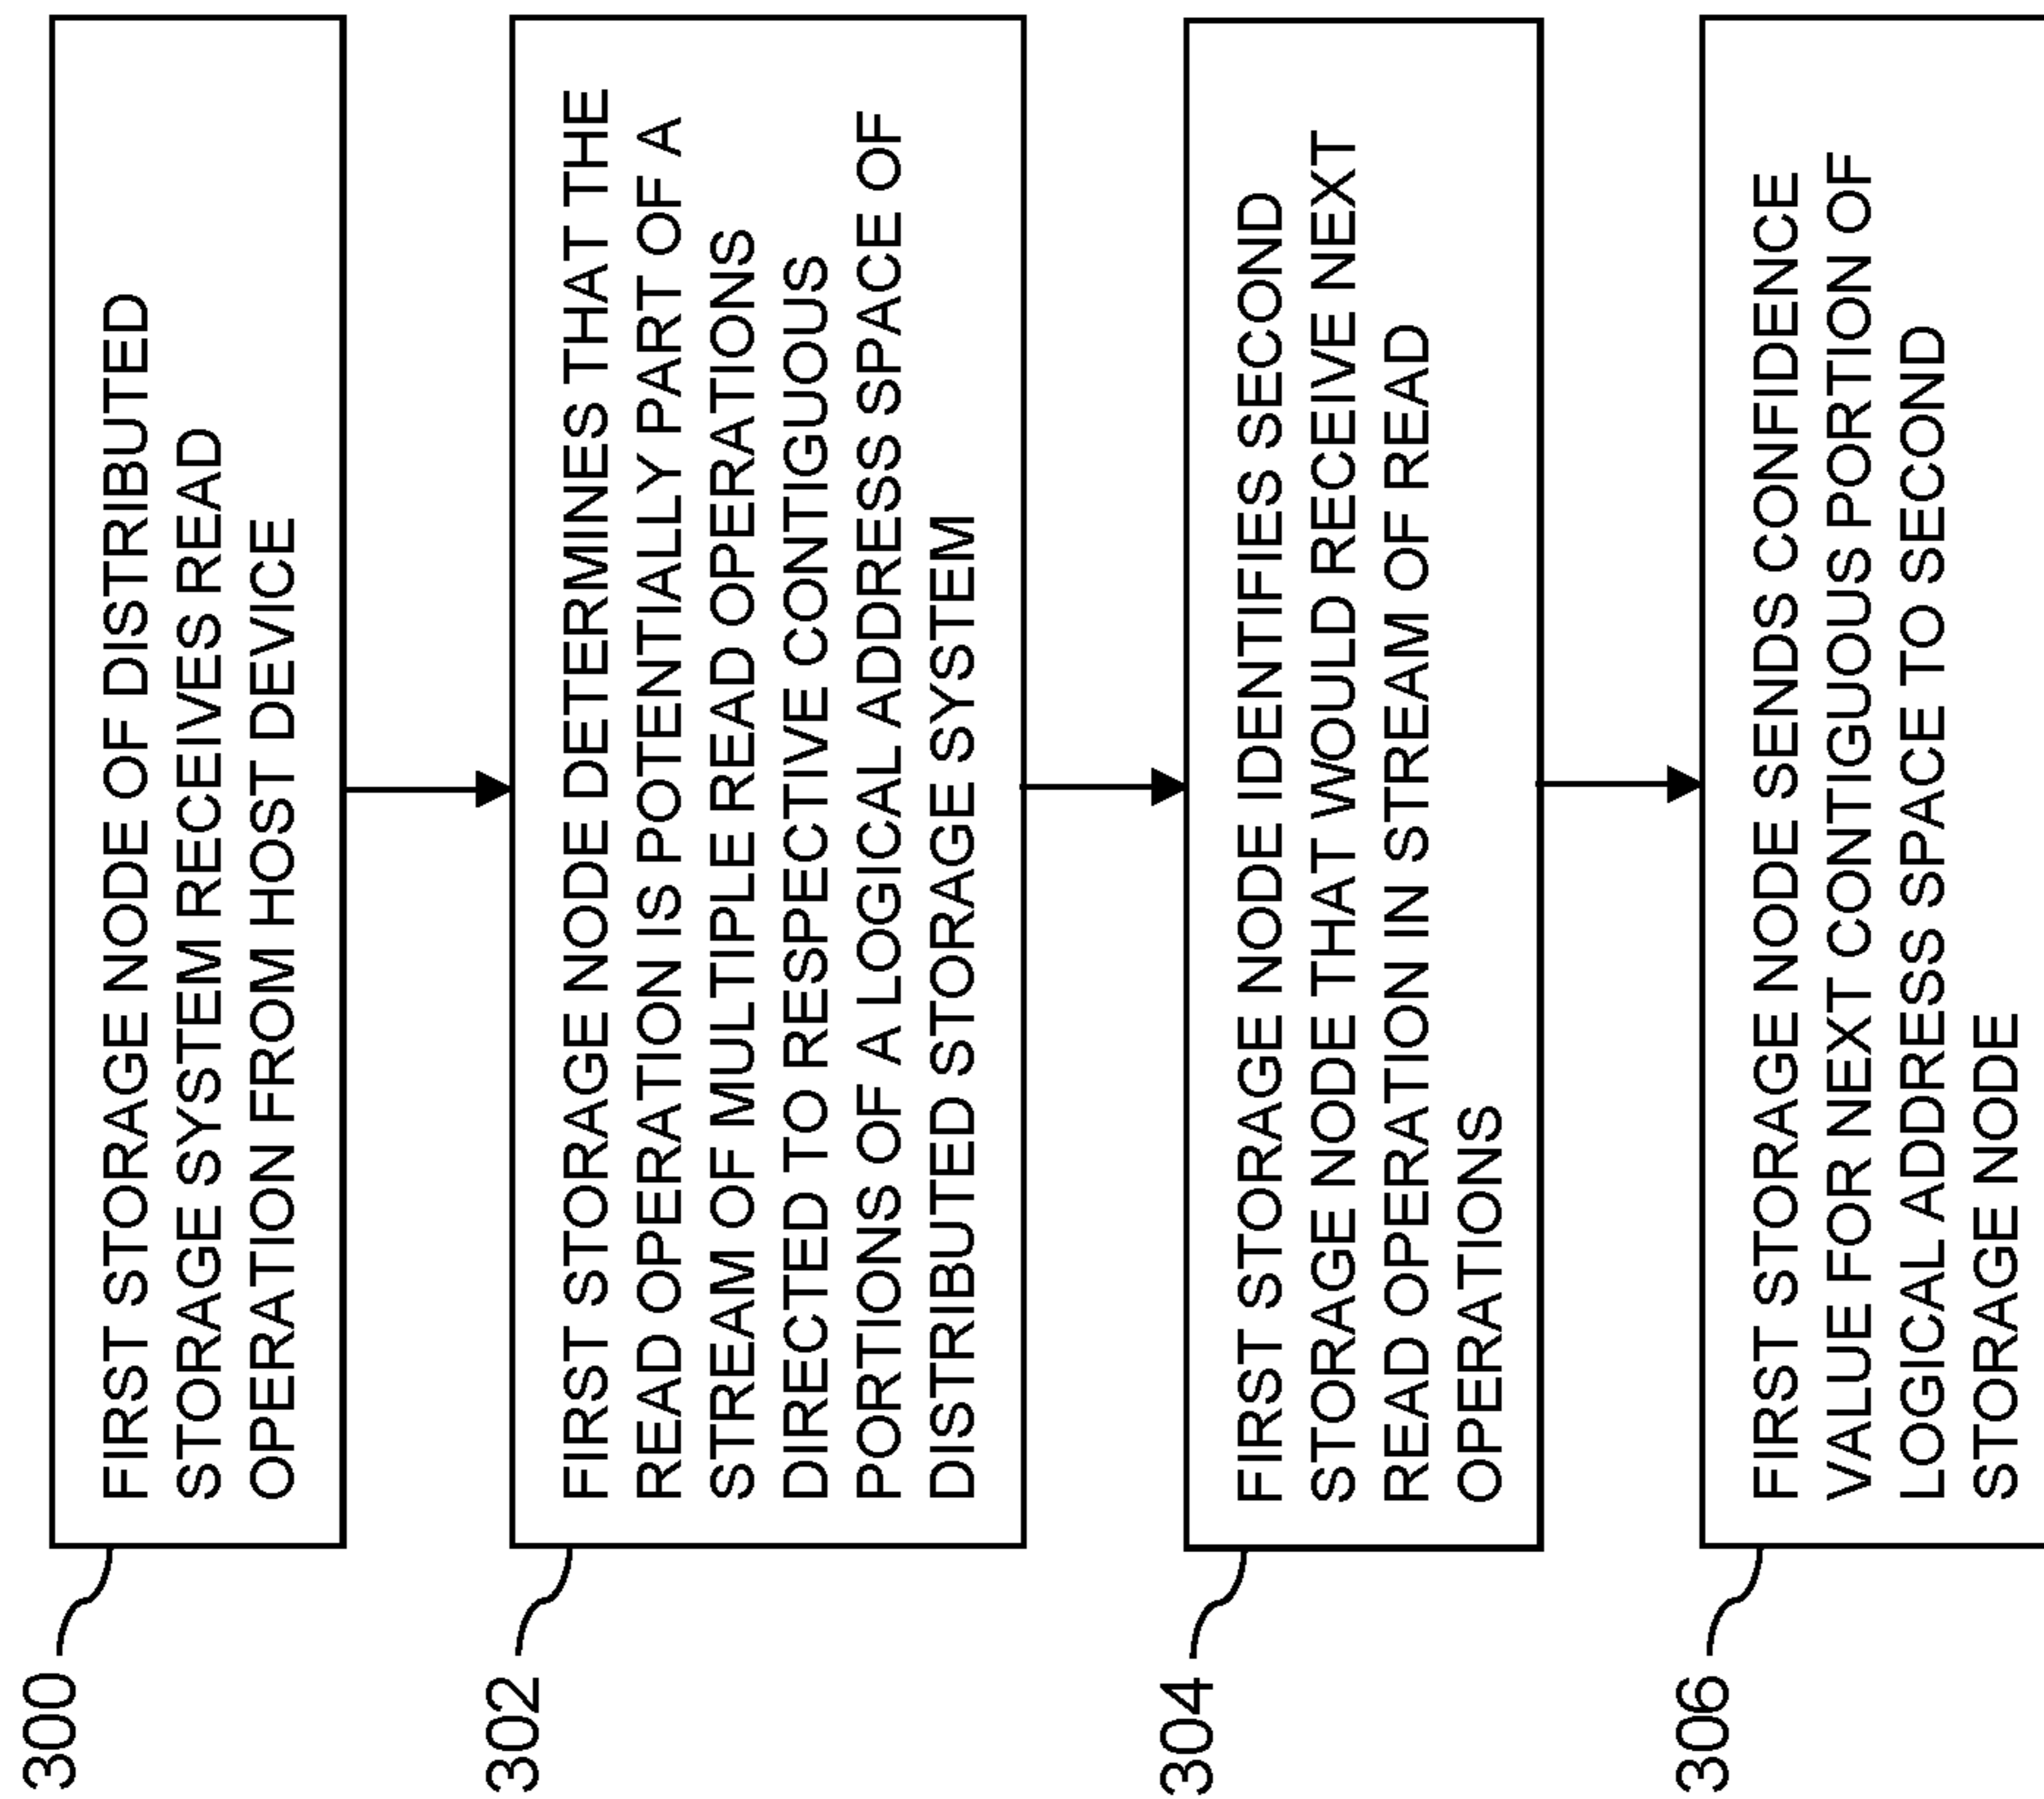 300
FIRST STORAGE NODE OF DISTRIBUTED
STORAGE SYSTEM RECEIVES READ
OPERATION FROM HOST DEVICE
302
FIRST STORAGE NODE DETERMINES THAT THE
READ OPERATION IS POTENTIALLY PART OF A
STREAM OF MULTIPLE READ OPERATIONS
DIRECTED TO RESPECTIVE CONTIGUOUS
PORTIONS OF A LOGICAL ADDRESS SPACE OF
DISTRIBUTED STORAGE SYSTEM
304
FIRST STORAGE NODE IDENTIFIES SECOND
STORAGE NODE THAT WOULD RECEIVE NEXT
READ OPERATION IN STREAM OF READ
OPERATIONS
306
FIRST STORAGE NODE SENDS CONFIDENCE
VALUE FOR NEXT CONTIGUOUS PORTION OF
LOGICAL ADDRESS SPACE TO SECOND
STORAGE NODE